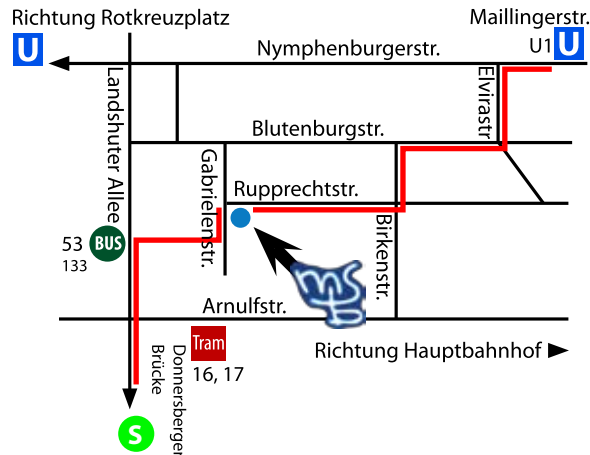 Richtung Rotkreuzplatz
Maillingerstr.
U
U1
U
Nymphenburgerstr.
Landshuter Allee
Elvirastr
Blutenburgstr.
Gabrielenstr.
Rupprechtstr.
Birkenstr.
53
BUS
133
Arnulfstr.
Tram
16, 17
Richtung Hauptbahnhof
Donnersberger
Brücke
S